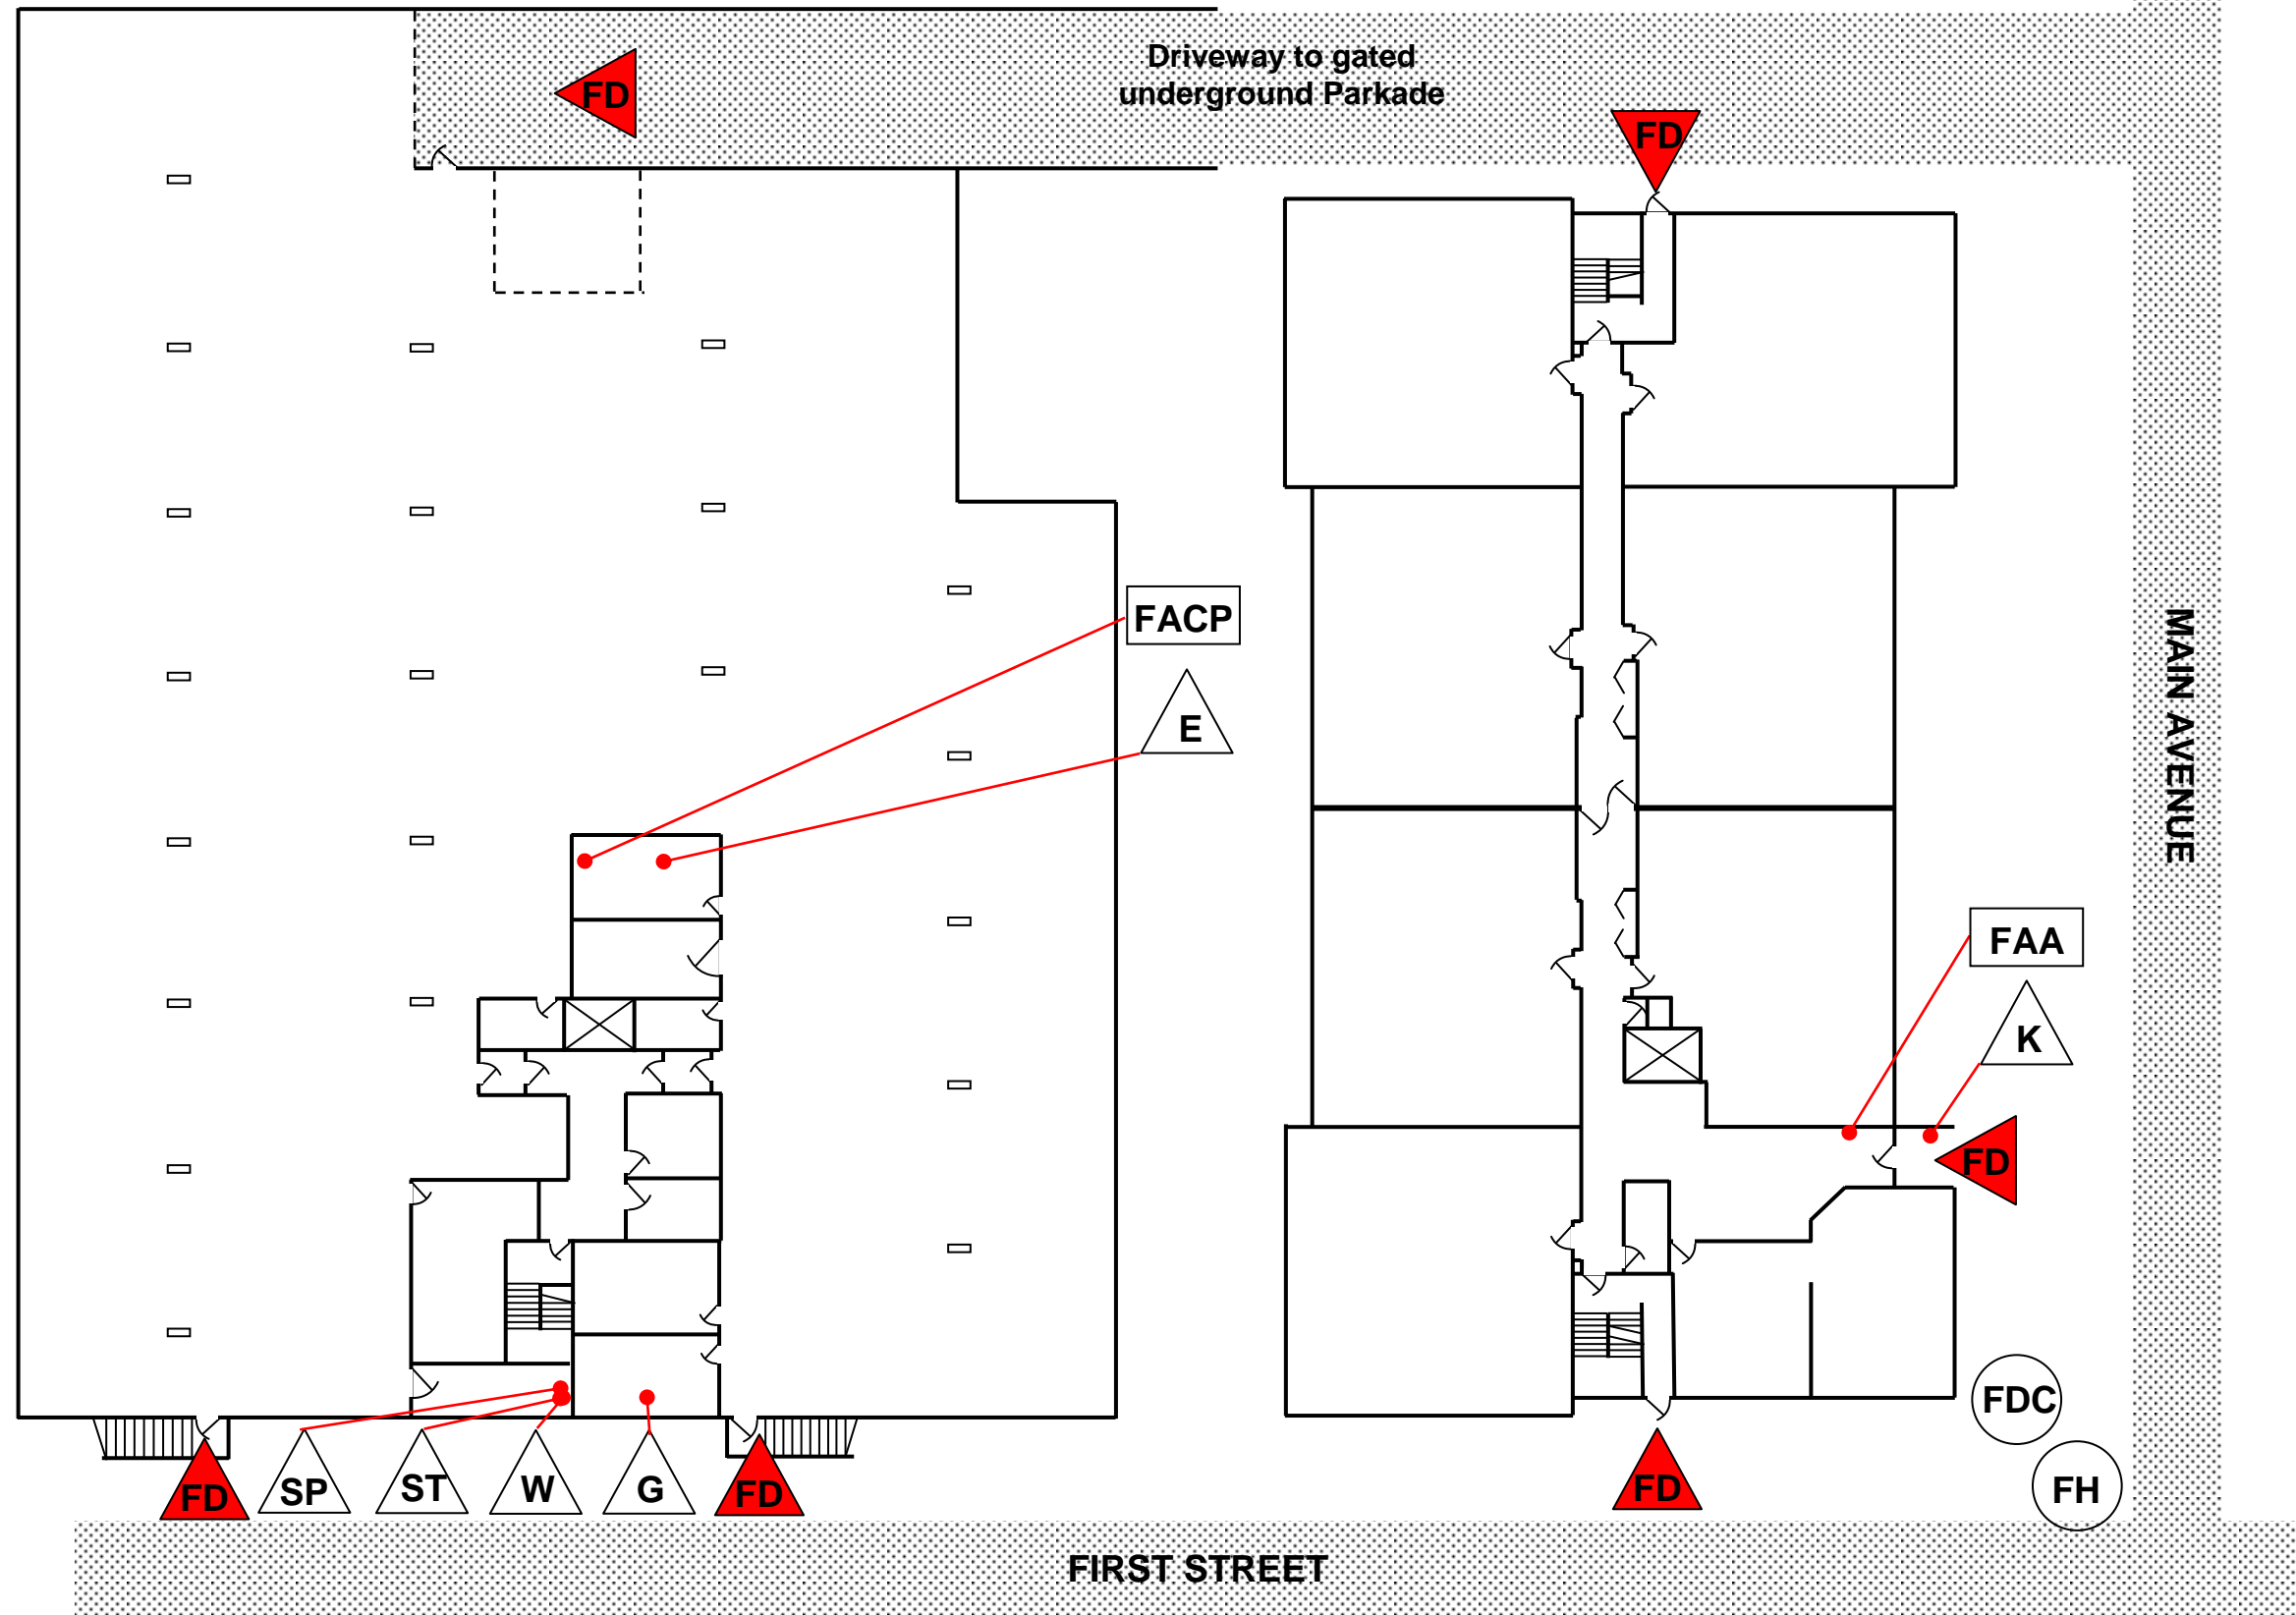 Driveway to gated
underground Parkade
FD
FD
FACP
E
MAIN AVENUE
FAA
K
FD
FDC
FD
SP
ST
W
G
FD
FD
FH
FIRST STREET